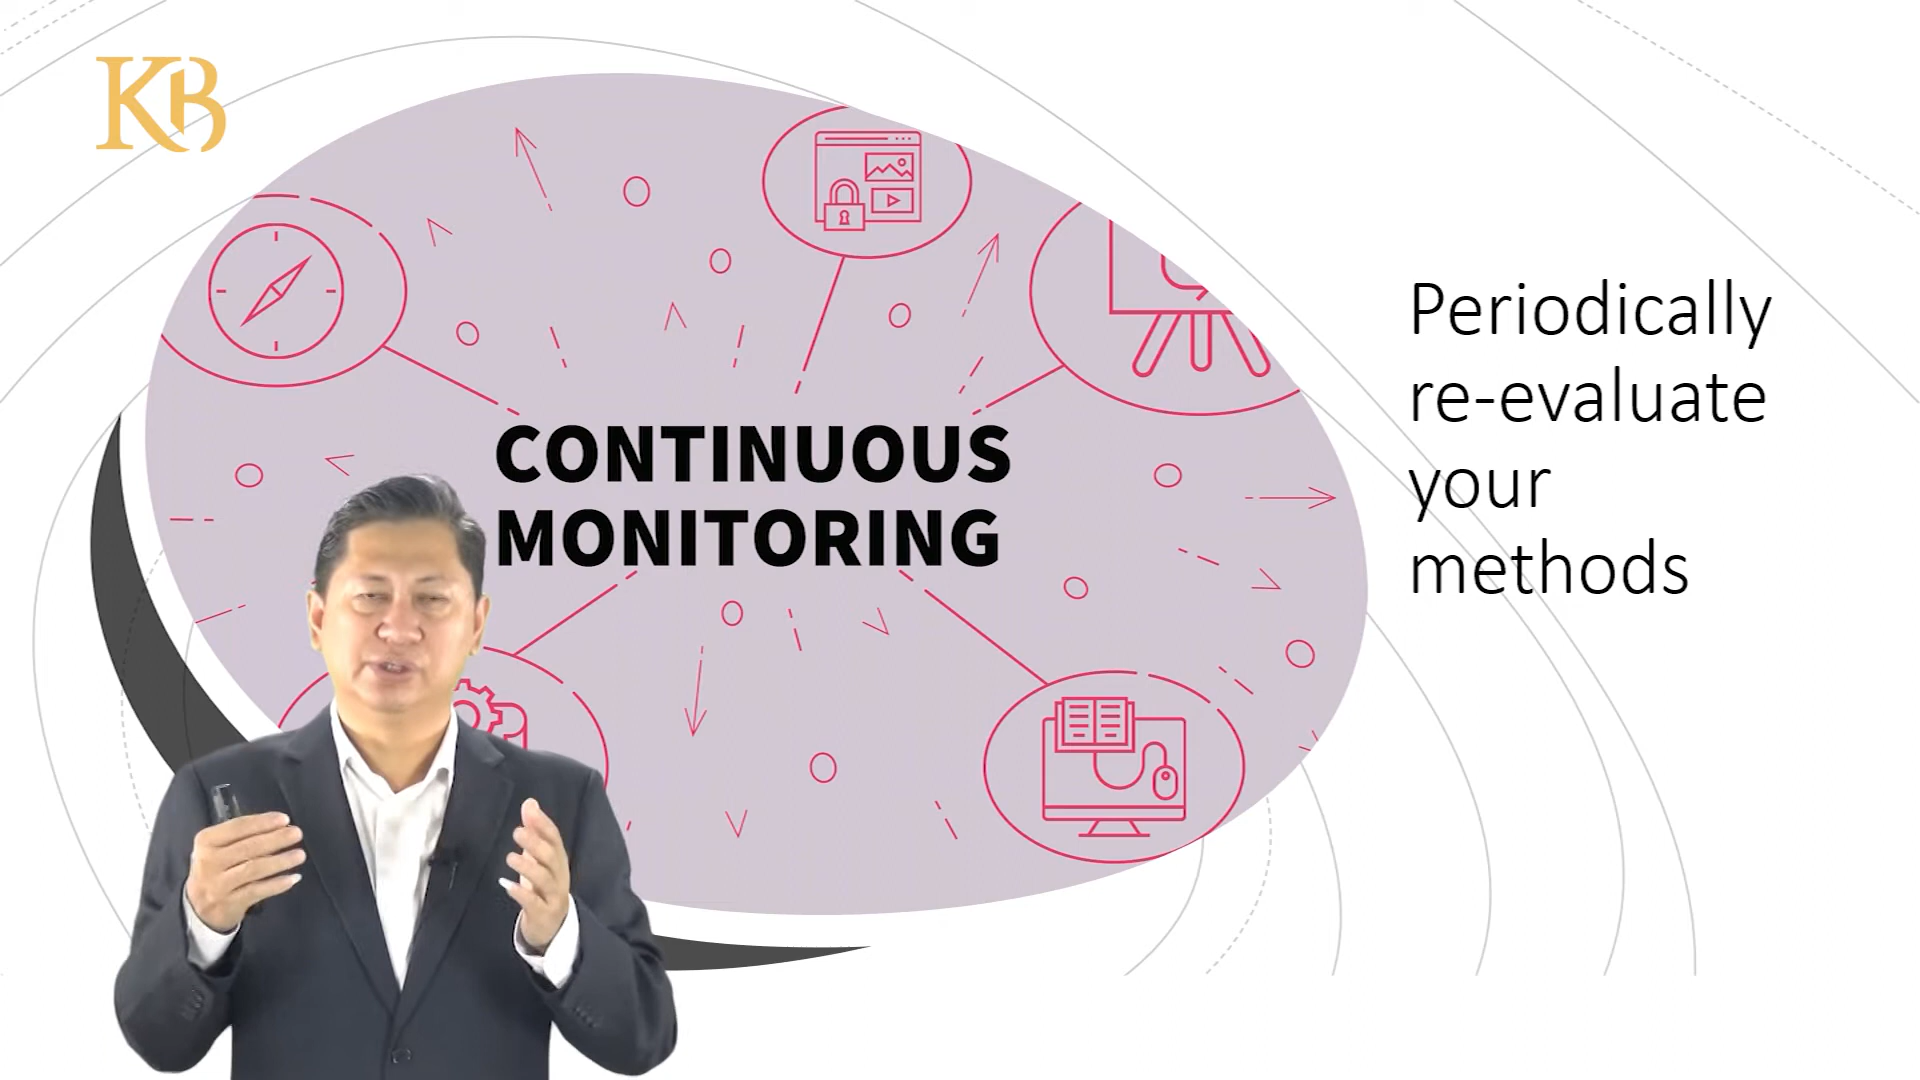 KB
CONTINUOUS
MONITORING
Periodically
re-evaluate
your
methods